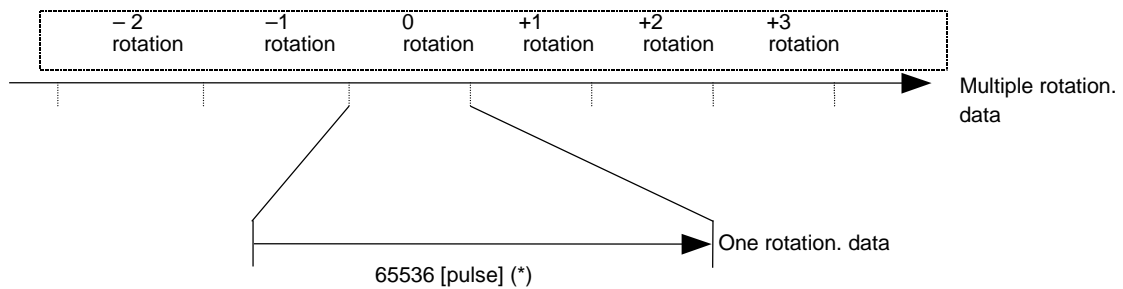 – 2 –1 0 +1 +2 +3
rotation rotation rotation rotation rotation rotation
Multiple rotation.
data
One rotation. data
65536 [pulse] (*)